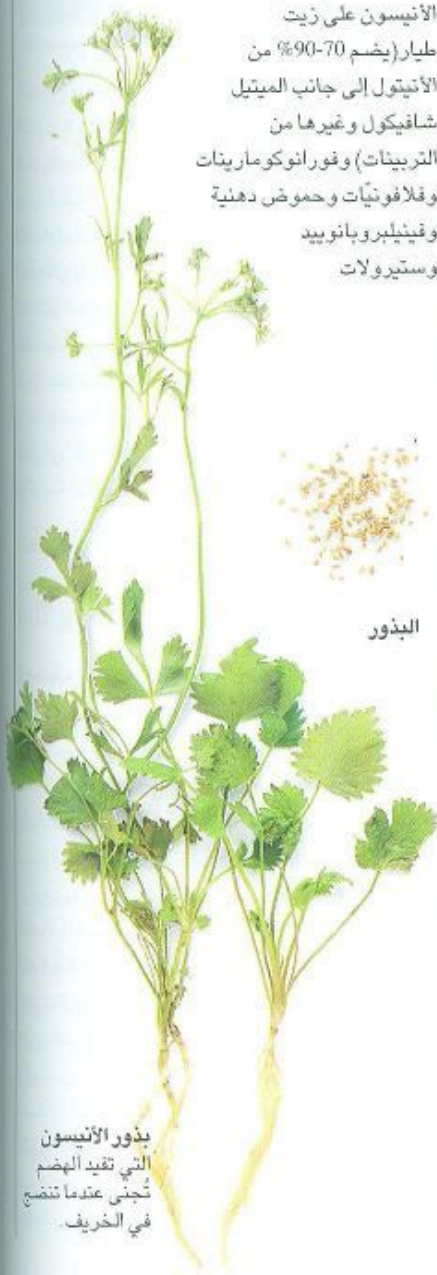 الأنيسون على زيت
طيار(يضم 70-90% من
الأنيتول إلى جانب الميتيل
شافيكول وغيرها من
التربينات) وفورانوكومارينات
وفلافونيّات وحموض دهنية
وفينيلبروبانوييد
وستيرولات
البذور
بذور الأنيسون
التي تفيد الهضم
تُجنى عندما تنضج
في الخريف.